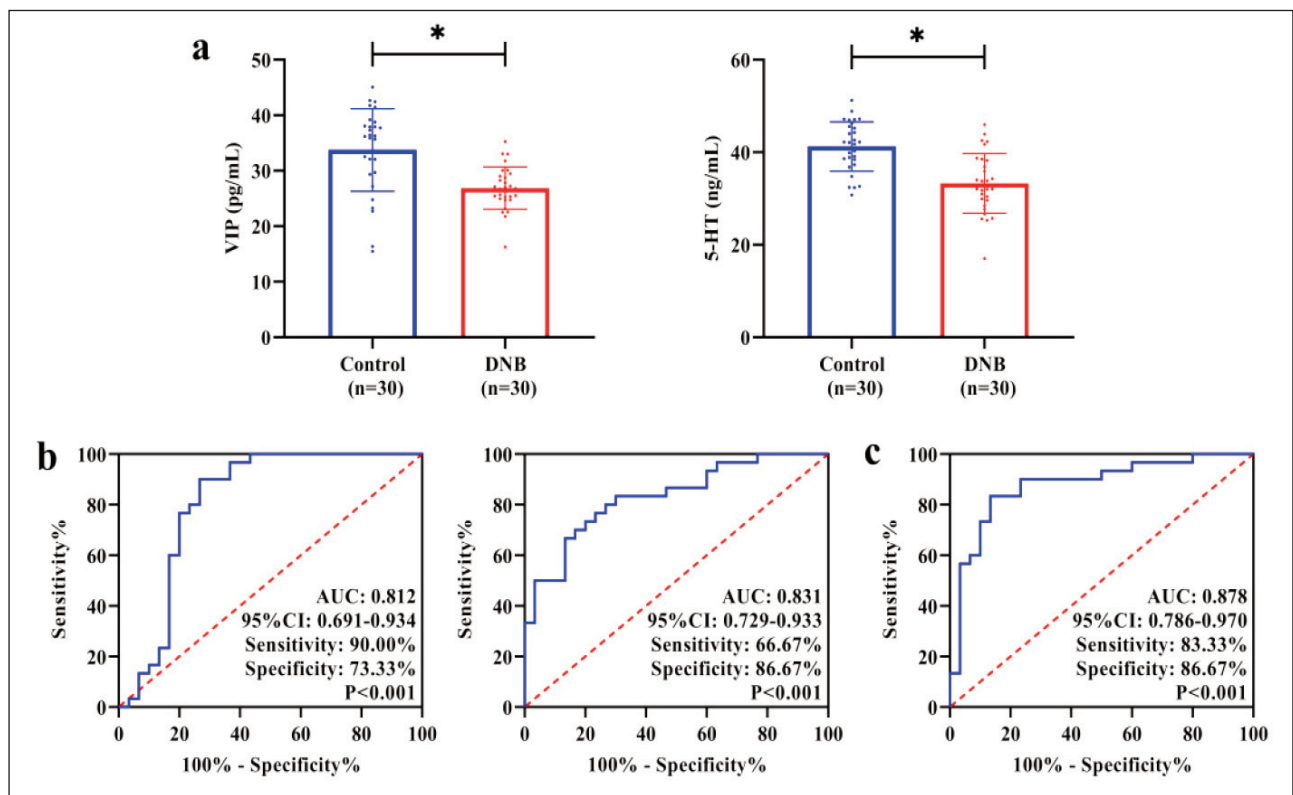 a
*
50
40
30
20
10
0
VIP (pg/mL)
Control
(n=30)
DNB
(n=30)
*
60
40
20
0
5-HT (ng/mL)
Control
(n=30)
DNB
(n=30)
b
100
80
60
40
20
0
Sensitivity%
AUC: 0.812
95%CI: 0.691-0.934
Sensitivity: 90.00%
Specificity: 73.33%
P<0.001
0 20 40 60 80 100
100% - Specificity%
100
80
60
40
20
0
Sensitivity%
AUC: 0.831
95%CI: 0.729-0.933
Sensitivity: 66.67%
Specificity: 86.67%
P<0.001
0 20 40 60 80 100
100% - Specificity%
c
100
80
60
40
20
0
Sensitivity%
AUC: 0.878
95%CI: 0.786-0.970
Sensitivity: 83.33%
Specificity: 86.67%
P<0.001
0 20 40 60 80 100
100% - Specificity%